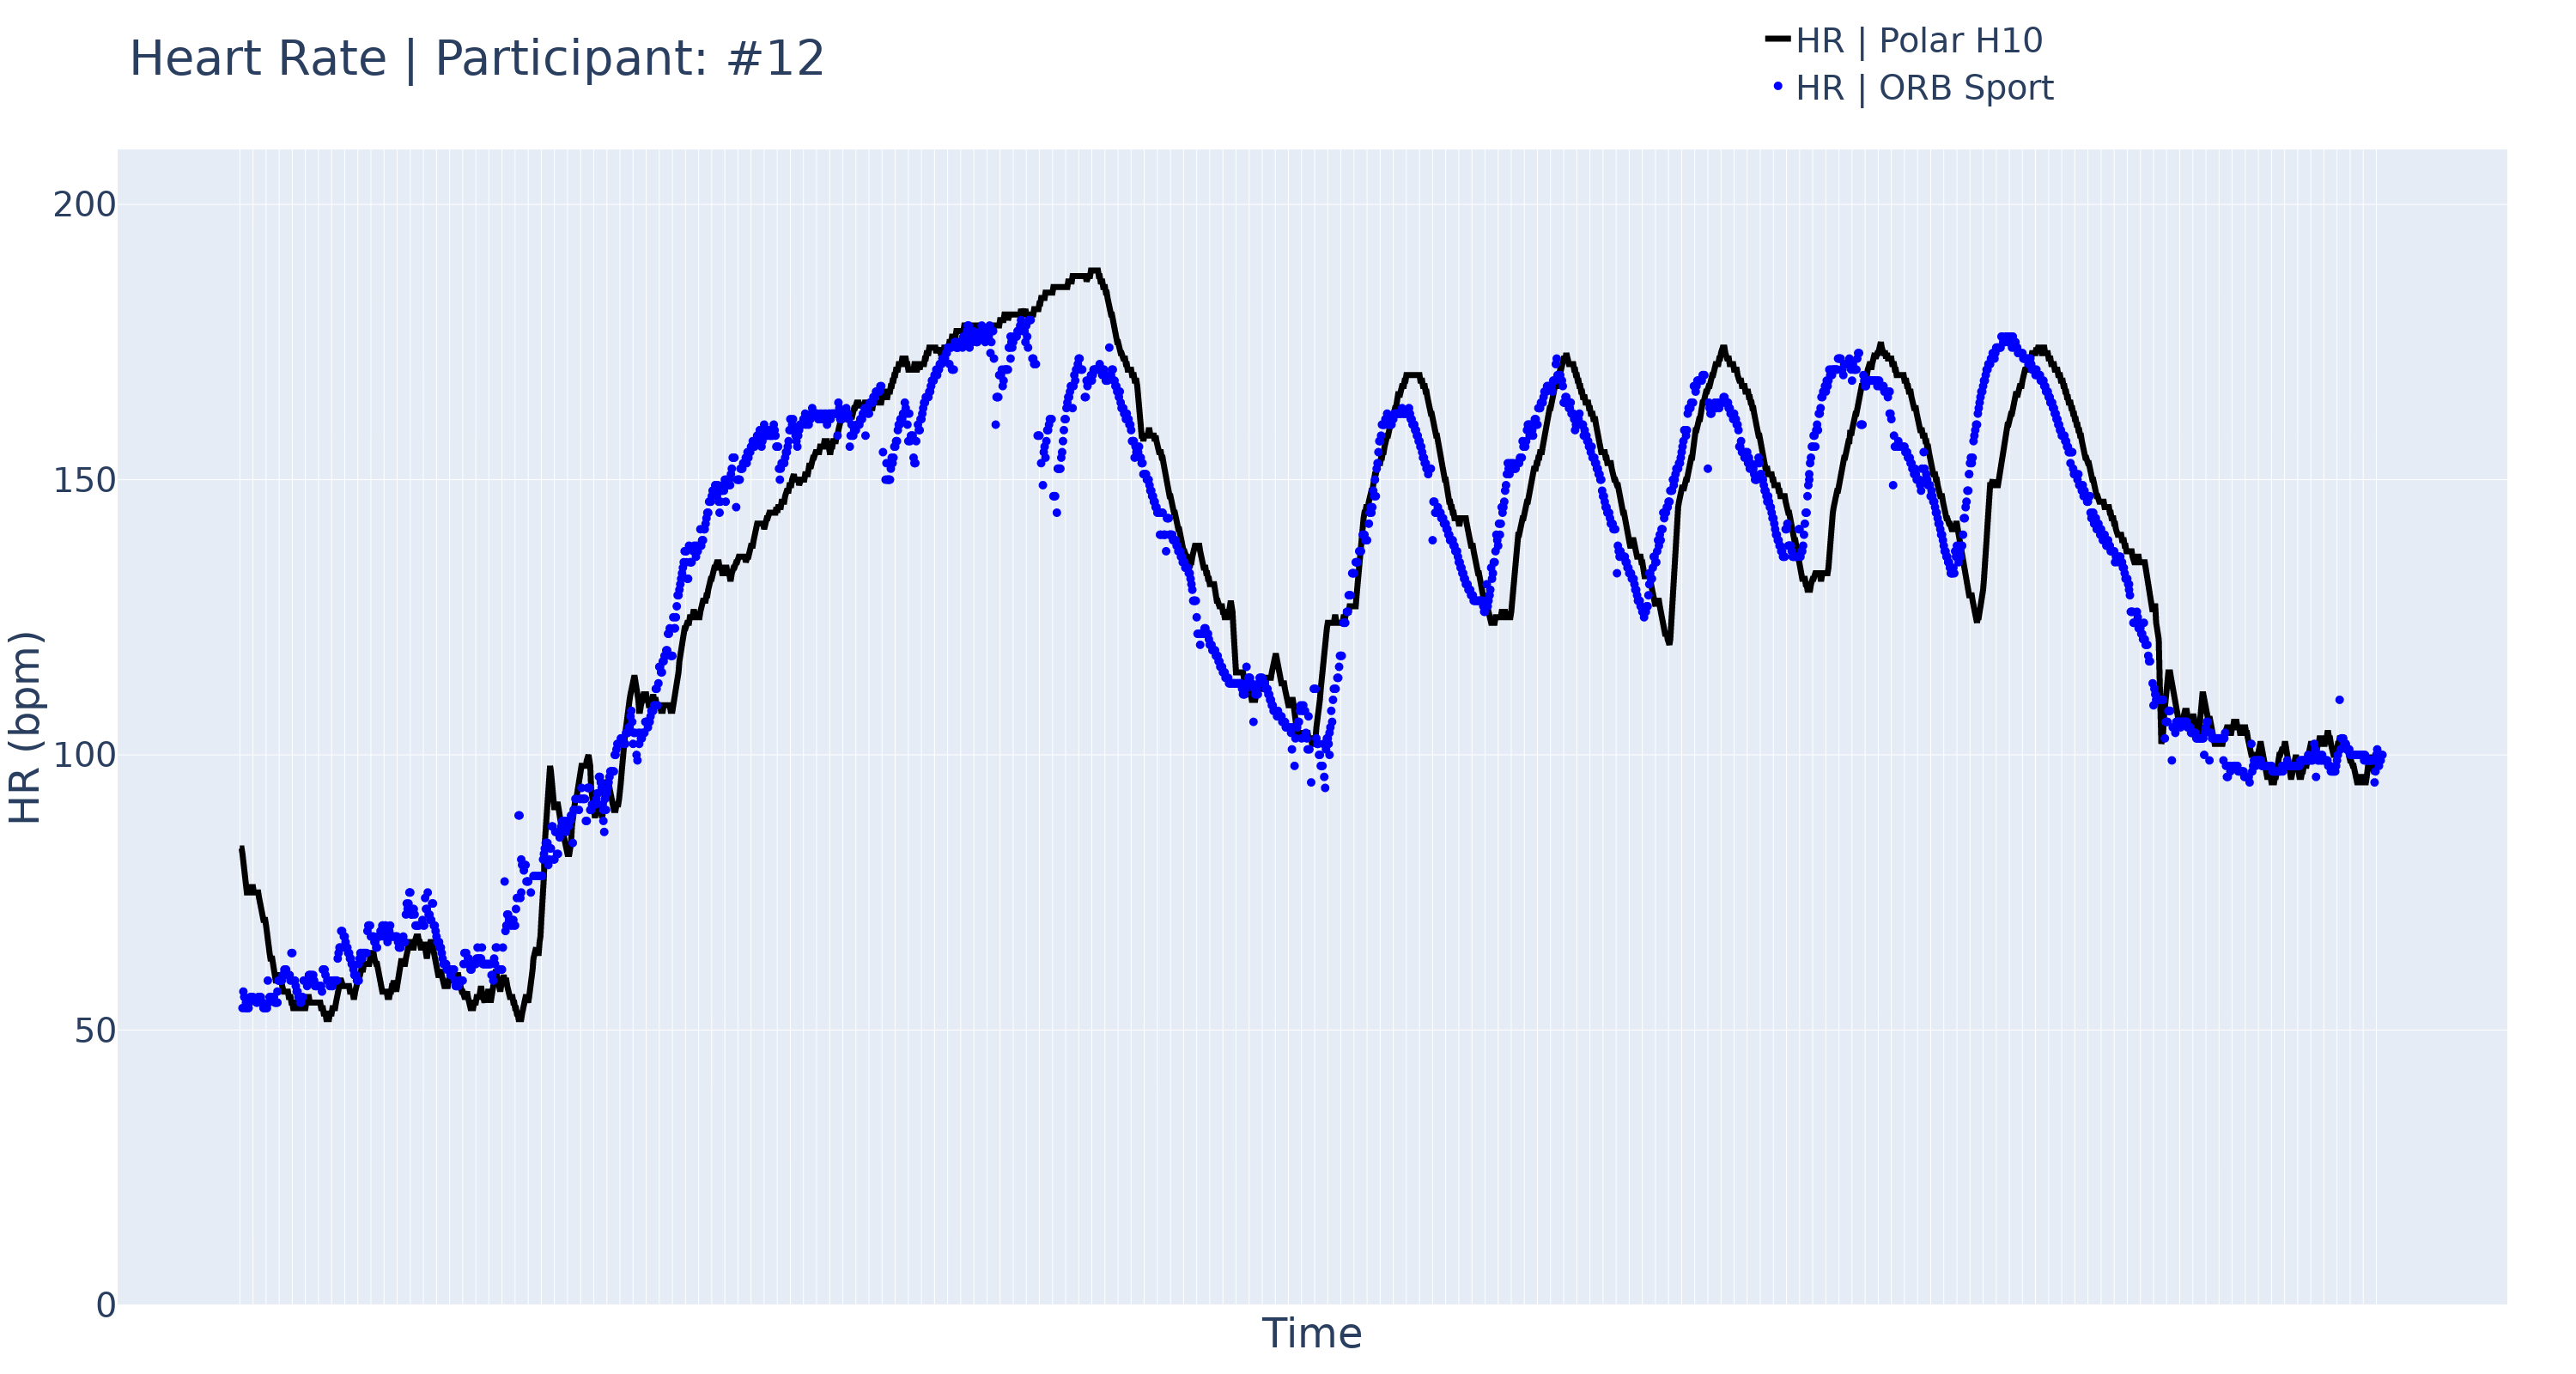 Heart Rate | Participant: #12
HR | Polar H10
HR | ORB Sport
200
150
100
50
0
HR (bpm)
Time